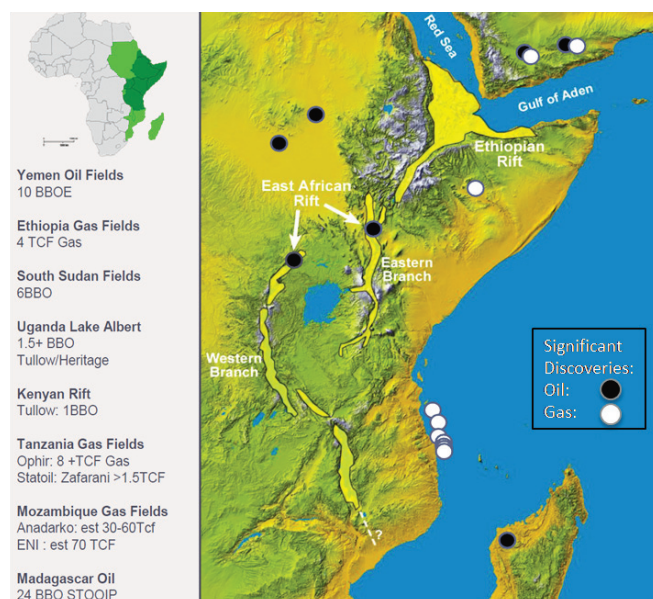 Yemen Oil Fields
10 BBOE
Ethiopia Gas Fields
4 TCF Gas
South Sudan Fields
6BBO
Uganda Lake Albert
1.5+ BBO
Tullow/Heritage
Kenyan Rift
Tullow: 1BBO
Tanzania Gas Fields
Ophir: 8 +TCF Gas
Statoil: Zafarani >1.5TCF
Mozambique Gas Fields
Anadarko: est 30-60Tcf
ENI : est 70 TCF
Madagascar Oil
24 BBO STOOIP
Red Sea
Gulf of Aden
Ethiopian
Rift
East African
Rift
Eastern
Branch
Western
Branch
?
Significant
Discoveries:
Oil:
Gas: